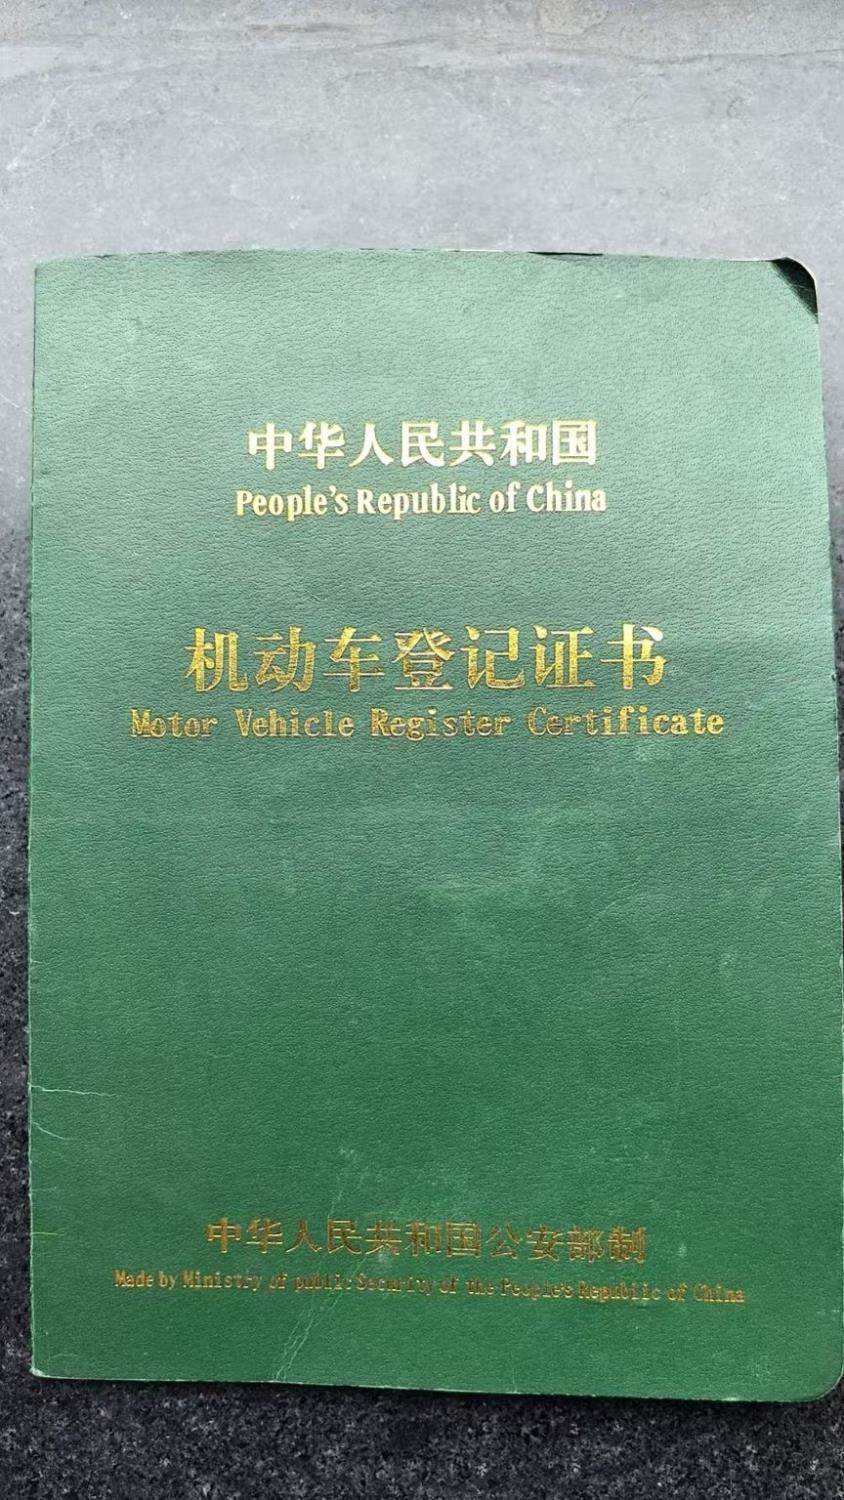 中华人民共和国
People's Republic of China
机动车登记证书
Motor Vehicle Register Certificate
中华人民共和国公安部制
Made by Ministry of public Security of the People's Republic of China